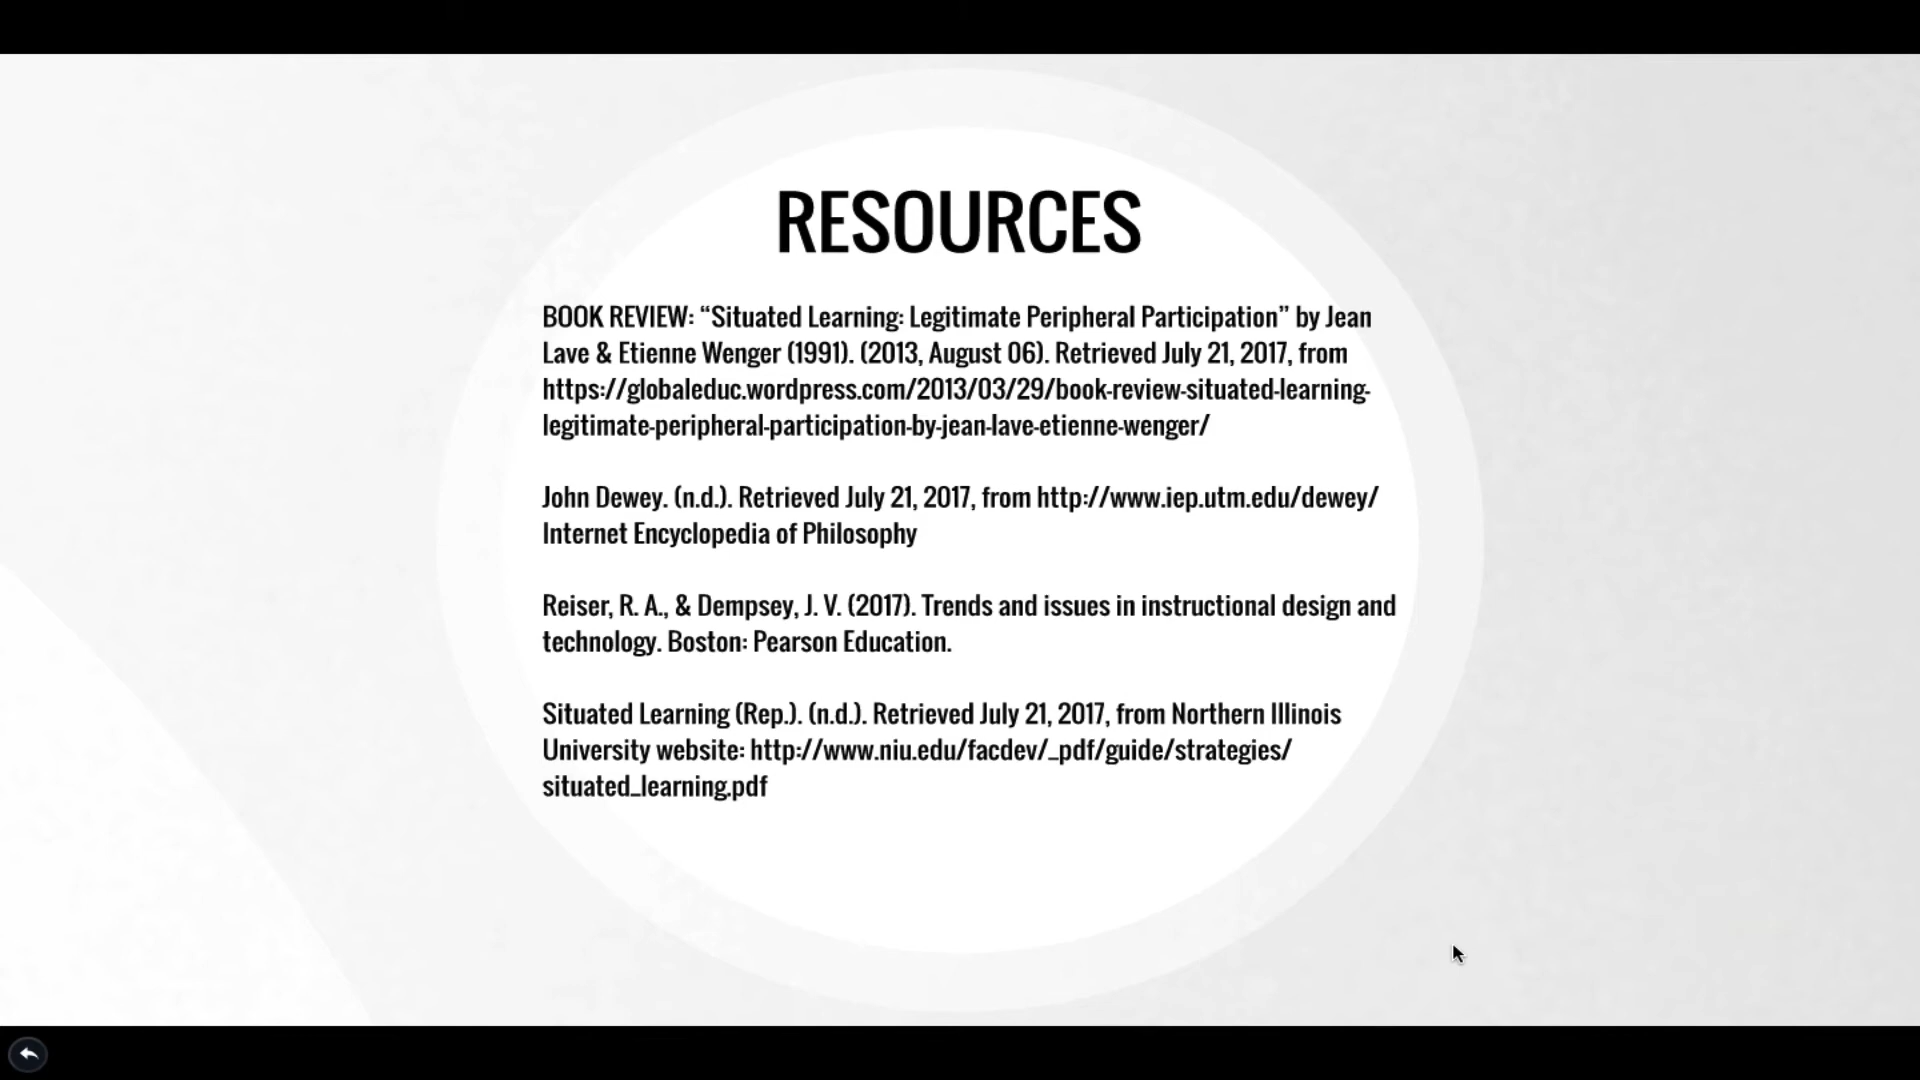 RESOURCES
BOOK REVIEW: “Situated Learning: Legitimate Peripheral Participation” by Jean
Lave & Etienne Wenger (1991). (2013, August 06). Retrieved July 21, 2017, from
https://globaleduc.wordpress.com/2013/03/29/book-review-situated-learning-
legitimate-peripheral-participation-by-jean-lave-etienne-wenger/
John Dewey. (n.d.). Retrieved July 21, 2017, from http://www.iep.utm.edu/dewey/
Internet Encyclopedia of Philosophy
Reiser, R. A., & Dempsey, J. V. (2017). Trends and issues in instructional design and
technology. Boston: Pearson Education.
Situated Learning (Rep.). (n.d.). Retrieved July 21, 2017, from Northern Illinois
University website: http://www.niu.edu/facdev/_pdf/guide/strategies/
situated_learning.pdf